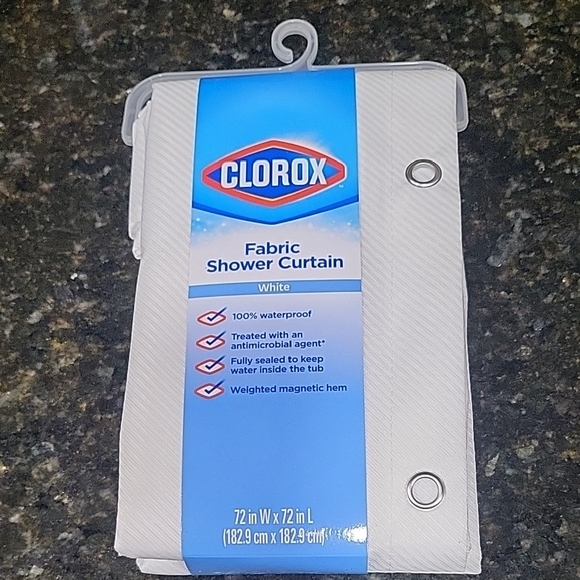 CLOROX
Fabric
Shower Curtain
White
100% waterproof
Treated with an
antimicrobial agent*
Fully sealed to keep
water inside the tub
Weighted magnetic hem
72 in W x 72 in L
(182.9 cm x 182.9 cm)